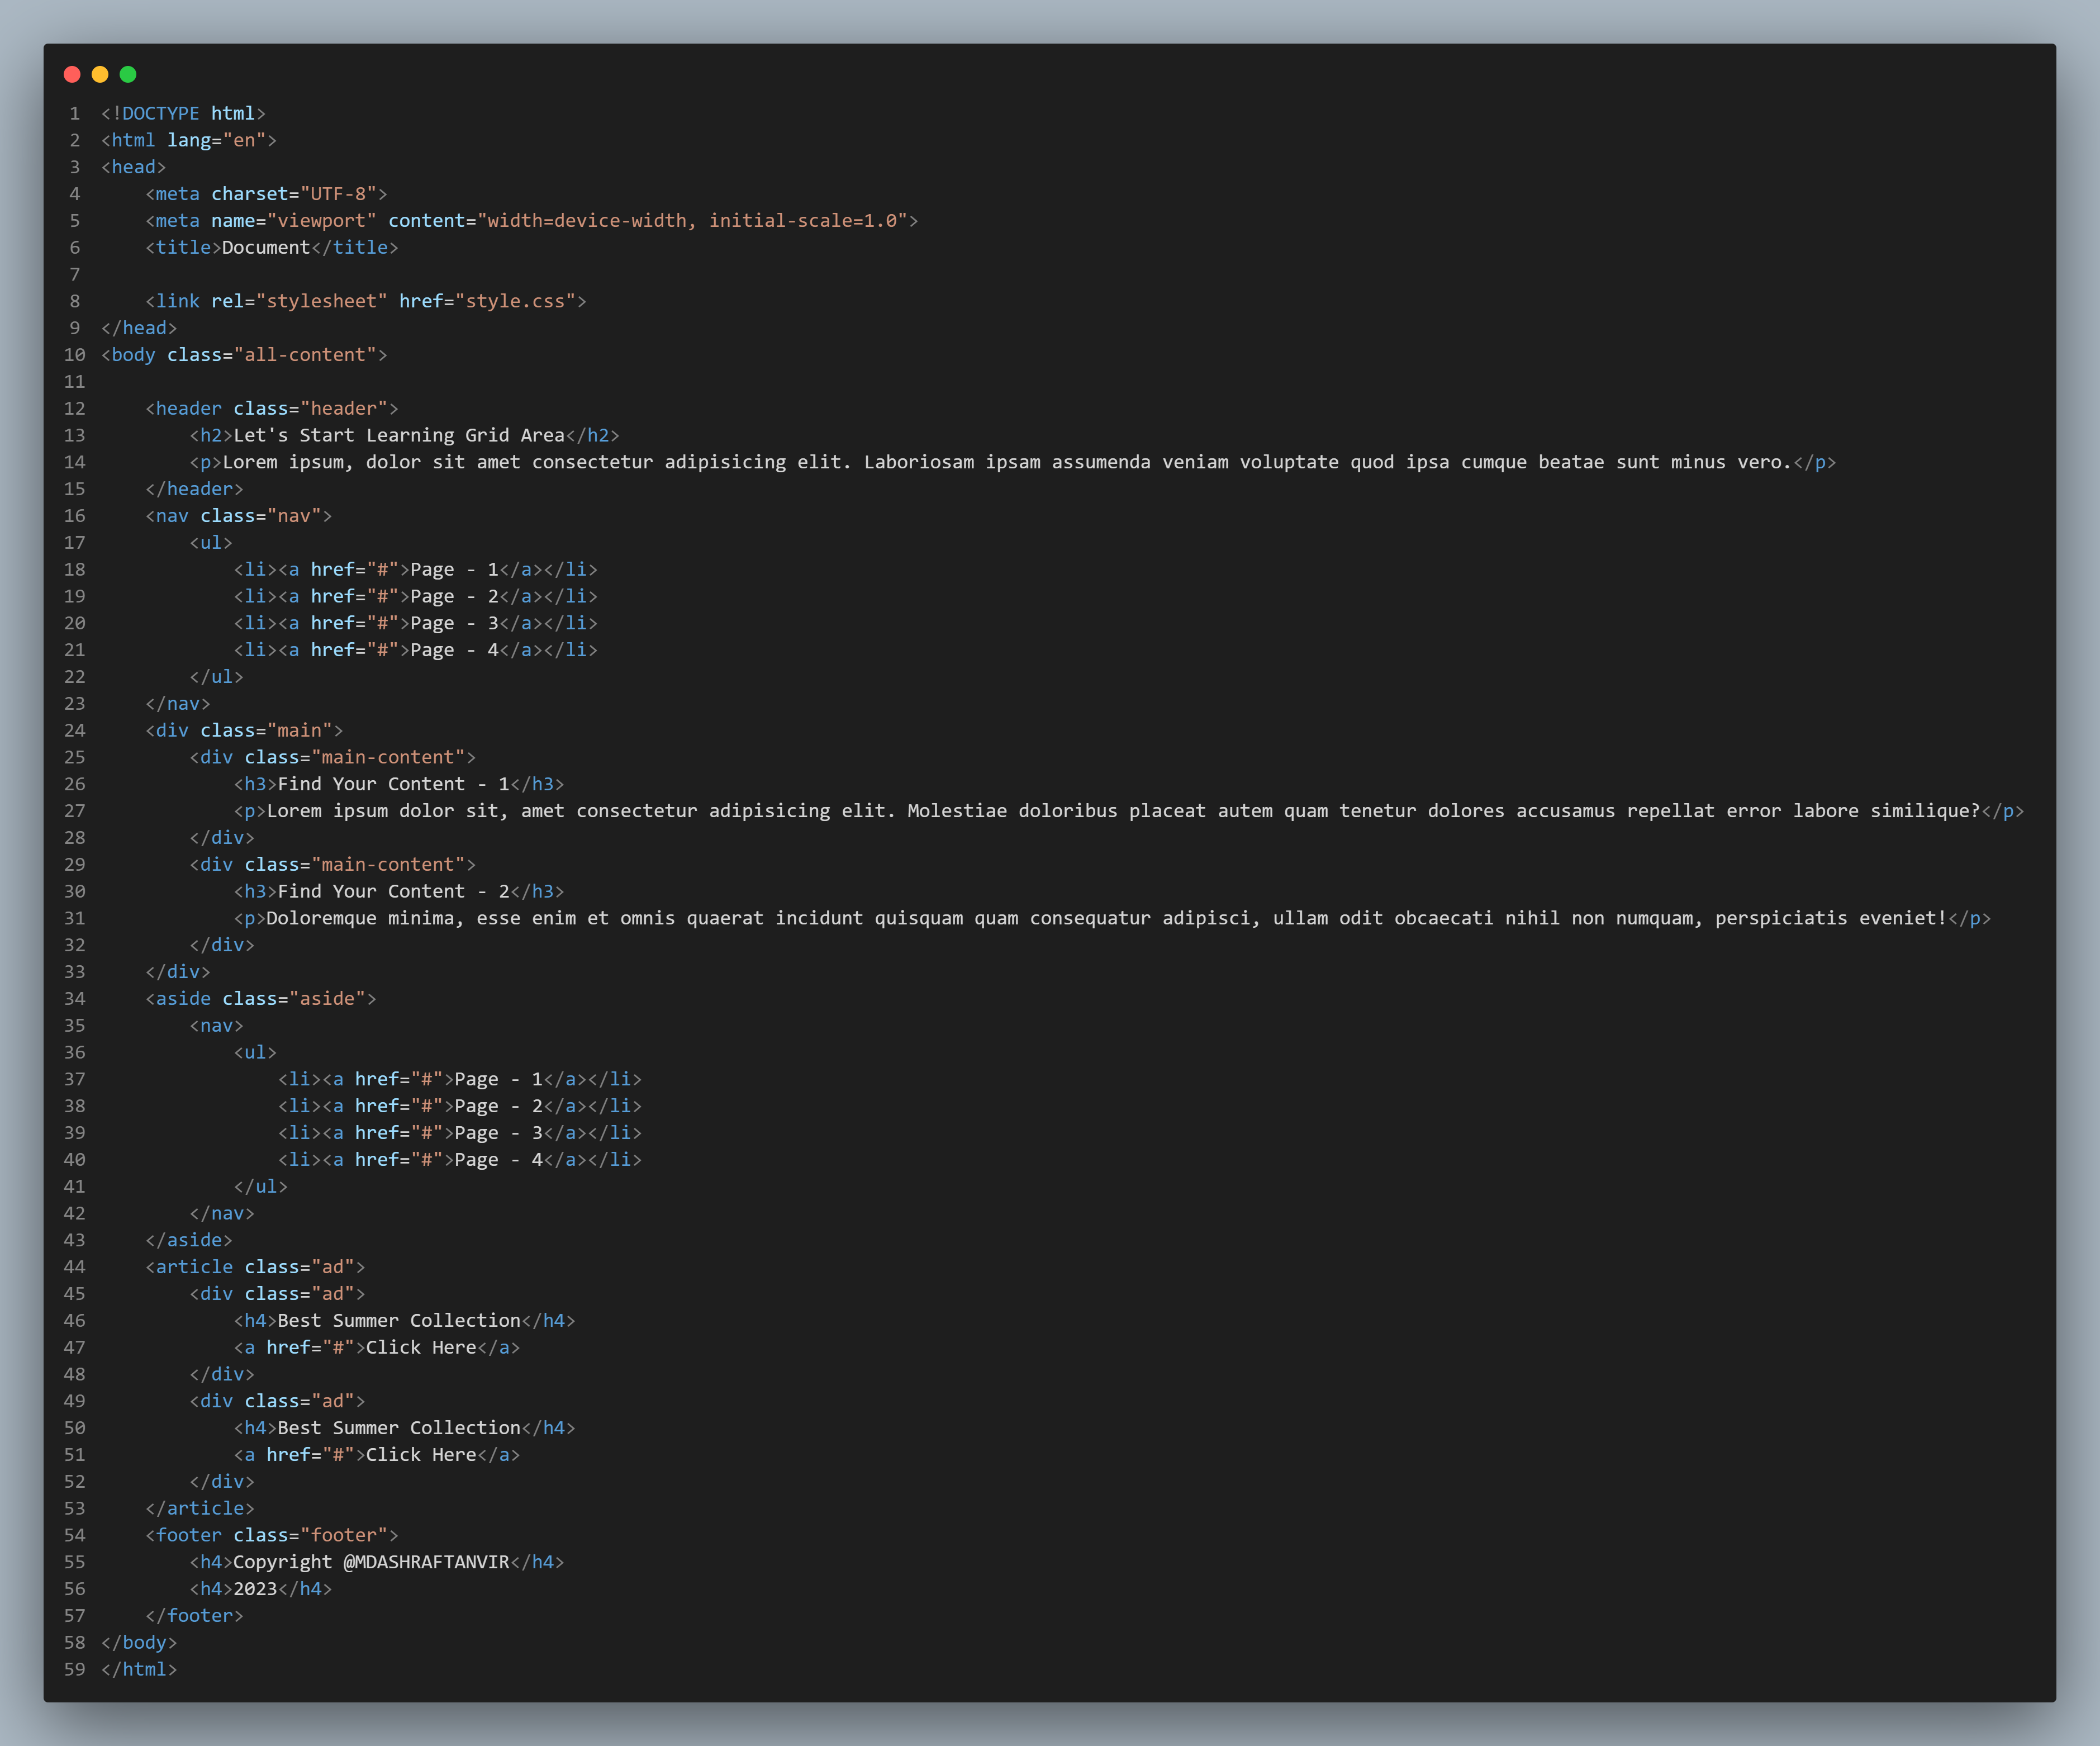 1 <!DOCTYPE html>
2 <html lang="en">
3 <head>
4     <meta charset="UTF-8">
5     <meta name="viewport" content="width=device-width, initial-scale=1.0">
6     <title>Document</title>
7
8     <link rel="stylesheet" href="style.css">
9 </head>
10 <body class="all-content">
11
12     <header class="header">
13         <h2>Let's Start Learning Grid Area</h2>
14         <p>Lorem ipsum, dolor sit amet consectetur adipisicing elit. Laboriosam ipsam assumenda veniam voluptate quod ipsa cumque beatae sunt minus vero.</p>
15     </header>
16     <nav class="nav">
17         <ul>
18             <li><a href="#">Page - 1</a></li>
19             <li><a href="#">Page - 2</a></li>
20             <li><a href="#">Page - 3</a></li>
21             <li><a href="#">Page - 4</a></li>
22         </ul>
23     </nav>
24     <div class="main">
25         <div class="main-content">
26             <h3>Find Your Content - 1</h3>
27             <p>Lorem ipsum dolor sit, amet consectetur adipisicing elit. Molestiae doloribus placeat autem quam tenetur dolores accusamus repellat error labore similique?</p>
28         </div>
29         <div class="main-content">
30             <h3>Find Your Content - 2</h3>
31             <p>Doloremque minima, esse enim et omnis quaerat incidunt quisquam quam consequatur adipisci, ullam odit obcaecati nihil non numquam, perspiciatis eveniet!</p>
32         </div>
33     </div>
34     <aside class="aside">
35         <nav>
36             <ul>
37                 <li><a href="#">Page - 1</a></li>
38                 <li><a href="#">Page - 2</a></li>
39                 <li><a href="#">Page - 3</a></li>
40                 <li><a href="#">Page - 4</a></li>
41             </ul>
42         </nav>
43     </aside>
44     <article class="ad">
45         <div class="ad">
46             <h4>Best Summer Collection</h4>
47             <a href="#">Click Here</a>
48         </div>
49         <div class="ad">
50             <h4>Best Summer Collection</h4>
51             <a href="#">Click Here</a>
52         </div>
53     </article>
54     <footer class="footer">
55         <h4>Copyright @MDASHRAFTANVIR</h4>
56         <h4>2023</h4>
57     </footer>
58 </body>
59 </html>